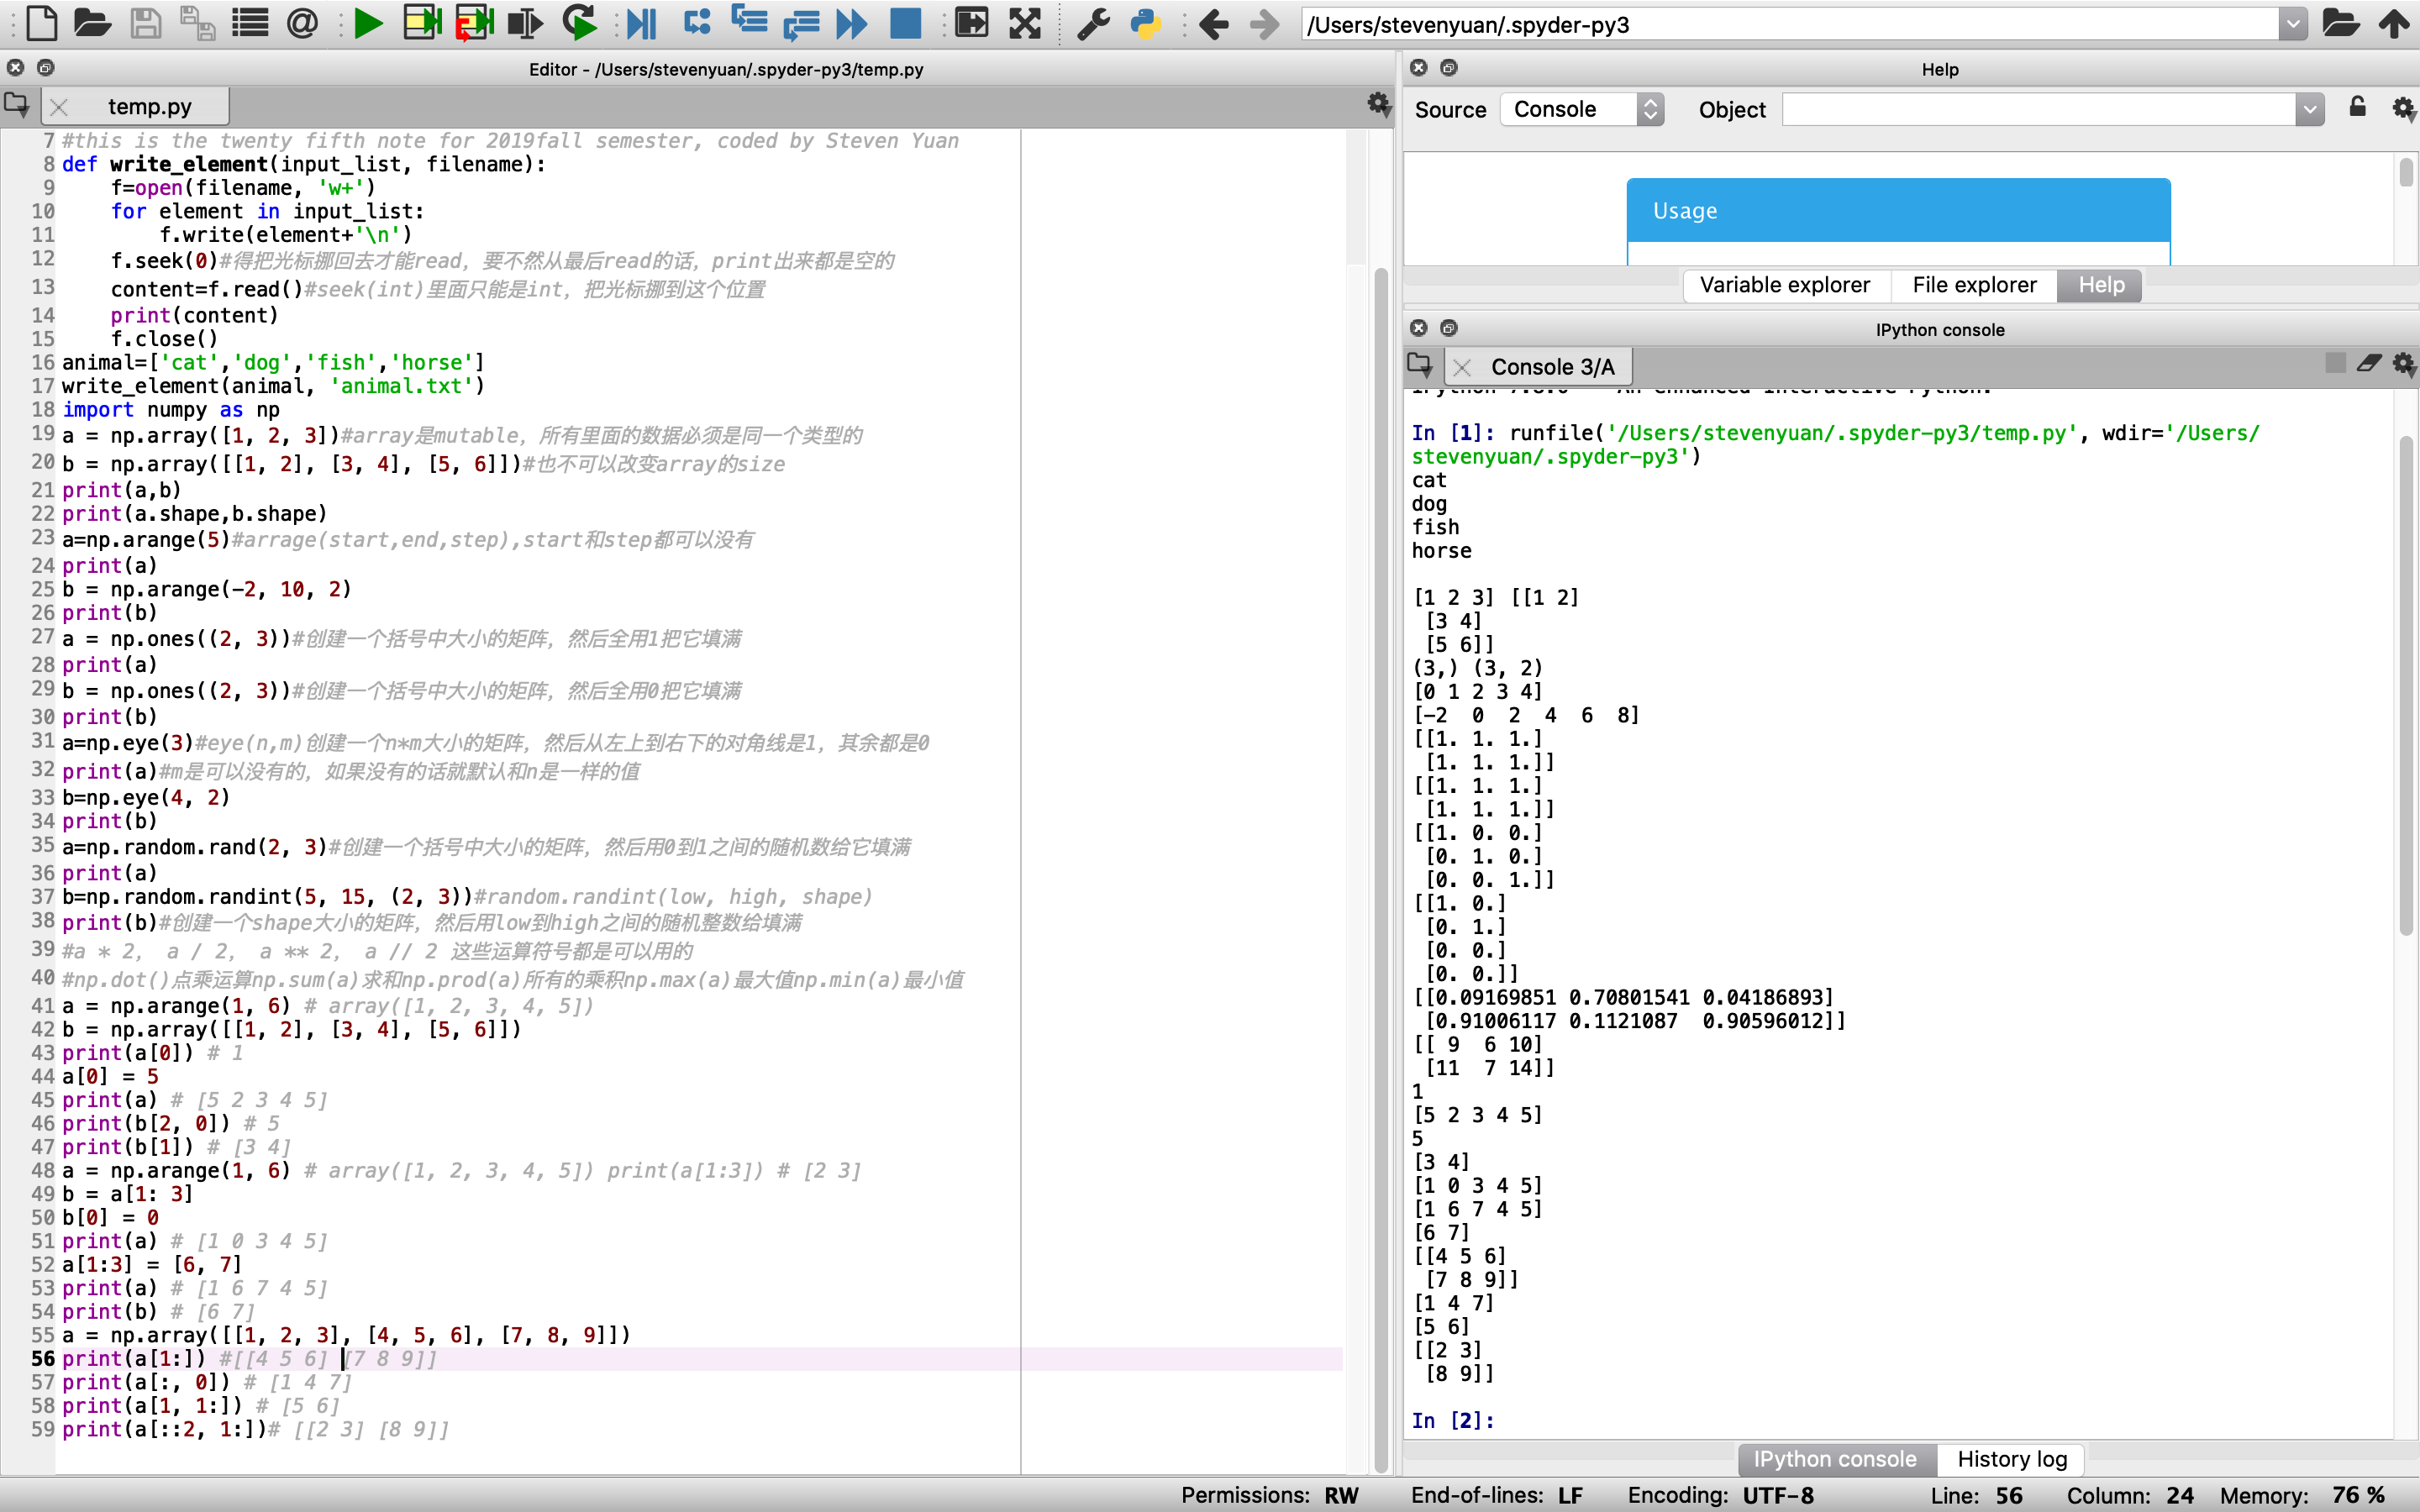 /Users/stevenyuan/.spyder-py3
Editor - /Users/stevenyuan/.spyder-py3/temp.py
temp.py
7 #this is the twenty fifth note for 2019fall semester, coded by Steven Yuan
8 def write_element(input_list, filename):
9     f=open(filename, 'w+')
10     for element in input_list:
11         f.write(element+'\n')
12     f.seek(0)#得把光标挪回去才能read，要不然从最后read的话，print出来都是空的
13     content=f.read()#seek(int)里面只能是int，把光标挪到这个位置
14     print(content)
15     f.close()
16 animal=['cat','dog','fish','horse']
17 write_element(animal, 'animal.txt')
18 import numpy as np
19 a = np.array([1, 2, 3])#array是mutable，所有里面的数据必须是同一个类型的
20 b = np.array([[1, 2], [3, 4], [5, 6]])#也不可以改变array的size
21 print(a,b)
22 print(a.shape,b.shape)
23 a=np.arange(5)#arrage(start,end,step),start和step都可以没有
24 print(a)
25 b = np.arange(-2, 10, 2)
26 print(b)
27 a = np.ones((2, 3))#创建一个括号中大小的矩阵，然后全用1把它填满
28 print(a)
29 b = np.ones((2, 3))#创建一个括号中大小的矩阵，然后全用0把它填满
30 print(b)
31 a=np.eye(3)#eye(n,m)创建一个n*m大小的矩阵，然后从左上到右下的对角线是1，其余都是0
32 print(a)#m是可以没有的，如果没有的话就默认和n是一样的值
33 b=np.eye(4, 2)
34 print(b)
35 a=np.random.rand(2, 3)#创建一个括号中大小的矩阵，然后用0到1之间的随机数给它填满
36 print(a)
37 b=np.random.randint(5, 15, (2, 3))#random.randint(low, high, shape)
38 print(b)#创建一个shape大小的矩阵，然后用low到high之间的随机整数给填满
39 #a * 2， a / 2， a ** 2， a // 2 这些运算符号都是可以用的
40 #np.dot()点乘运算np.sum(a)求和np.prod(a)所有的乘积np.max(a)最大值np.min(a)最小值
41 a = np.arange(1, 6) # array([1, 2, 3, 4, 5])
42 b = np.array([[1, 2], [3, 4], [5, 6]])
43 print(a[0]) # 1
44 a[0] = 5
45 print(a) # [5 2 3 4 5]
46 print(b[2, 0]) # 5
47 print(b[1]) # [3 4]
48 a = np.arange(1, 6) # array([1, 2, 3, 4, 5]) print(a[1:3]) # [2 3]
49 b = a[1: 3]
50 b[0] = 0
51 print(a) # [1 0 3 4 5]
52 a[1:3] = [6, 7]
53 print(a) # [1 6 7 4 5]
54 print(b) # [6 7]
55 a = np.array([[1, 2, 3], [4, 5, 6], [7, 8, 9]])
56 print(a[1:]) #[[4 5 6] [7 8 9]]
57 print(a[:, 0]) # [1 4 7]
58 print(a[1, 1:]) # [5 6]
59 print(a[::2, 1:])# [[2 3] [8 9]]
Help
Source Console Object
Usage
Variable explorer File explorer Help
IPython console
Console 3/A
In [1]: runfile('/Users/stevenyuan/.spyder-py3/temp.py', wdir='/Users/
stevenyuan/.spyder-py3')
cat
dog
fish
horse
[1 2 3] [[1 2]
 [3 4]
 [5 6]]
(3,) (3, 2)
[0 1 2 3 4]
[-2  0  2  4  6  8]
[[1. 1. 1.]
 [1. 1. 1.]]
[[1. 1. 1.]
 [1. 1. 1.]]
[[1. 0. 0.]
 [0. 1. 0.]
 [0. 0. 1.]]
[[1. 0.]
 [0. 1.]
 [0. 0.]
 [0. 0.]]
[[0.09169851 0.70801541 0.04186893]
 [0.91006117 0.1121087  0.90596012]]
[[ 9  6 10]
 [11  7 14]]
1
[5 2 3 4 5]
5
[3 4]
[1 0 3 4 5]
[1 6 7 4 5]
[6 7]
[[4 5 6]
 [7 8 9]]
[1 4 7]
[5 6]
[[2 3]
 [8 9]]
In [2]:
IPython console History log
Permissions: RW End-of-lines: LF Encoding: UTF-8 Line: 56 Column: 24 Memory: 76 %